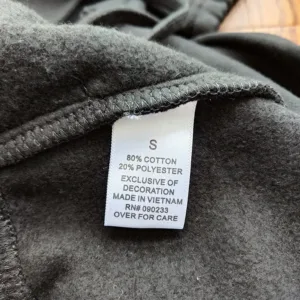 S
80% COTTON
20% POLYESTER
EXCLUSIVE OF
DECORATION
MADE IN VIETNAM
RN# 090233
OVER FOR CARE